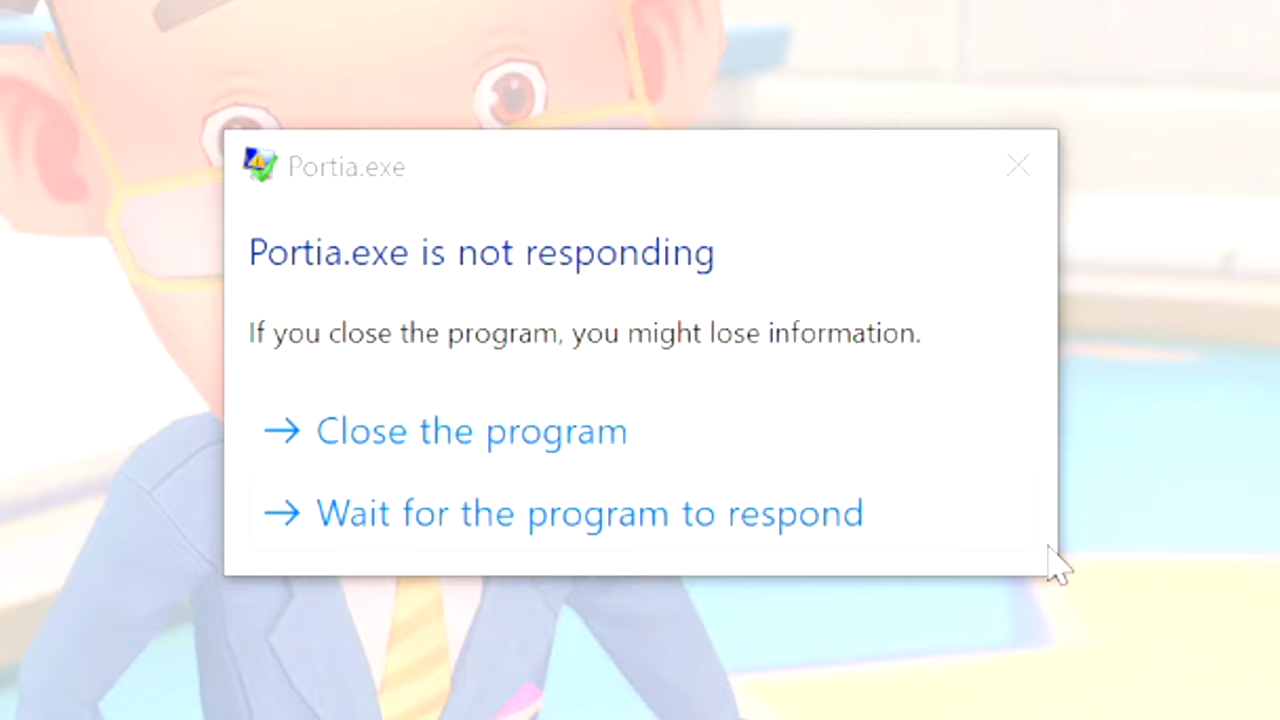 Portia.exe
Portia.exe is not responding
If you close the program, you might lose information.
→ Close the program
→ Wait for the program to respond